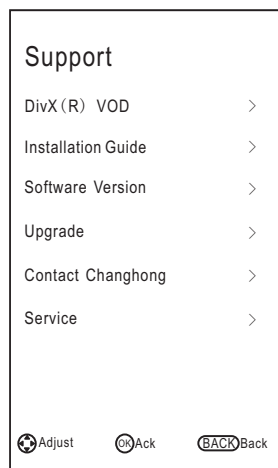 Support
DivX(R) VOD >
Installation Guide >
Software Version >
Upgrade >
Contact Changhong >
Service >
Adjust OK Ack BACK Back